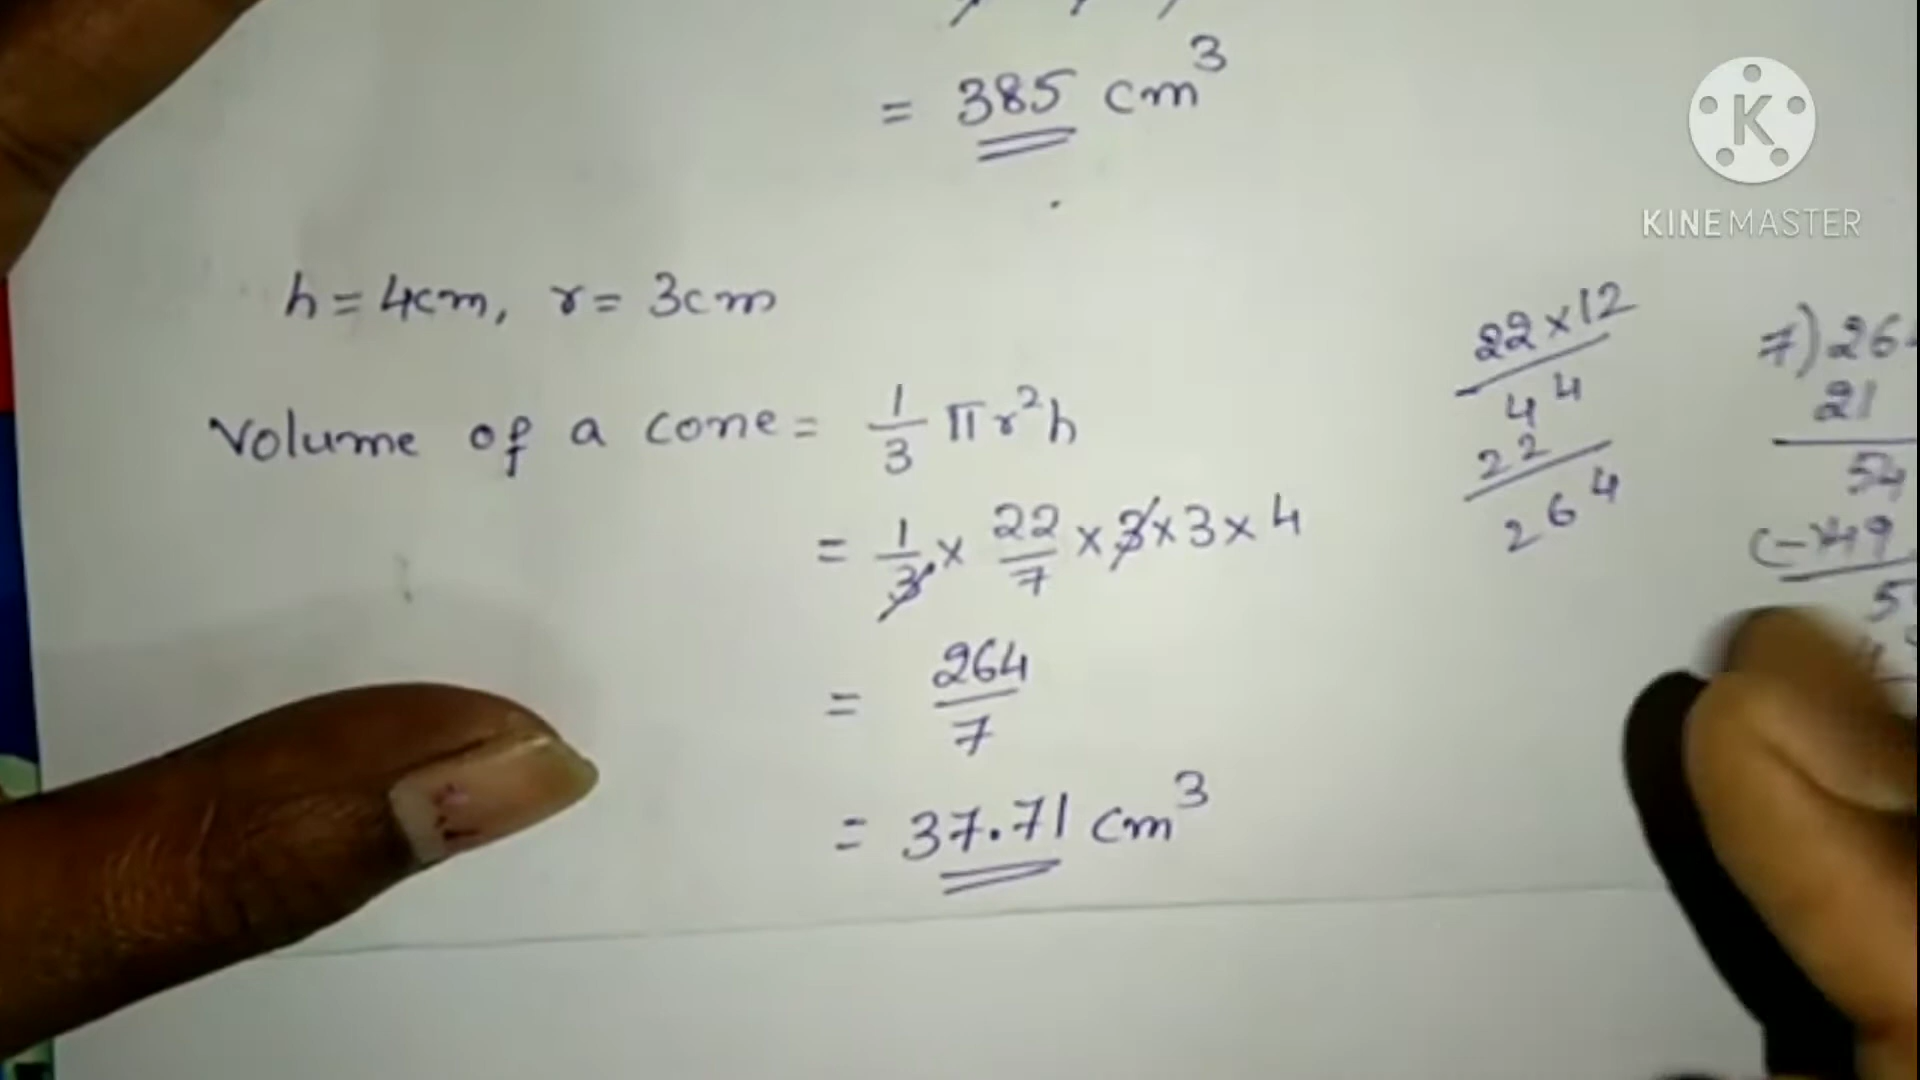 = 385 cm³
K
KINEMASTER
h = 4cm, r = 3cm
Volume of a cone = 1/3 πr²h
= 1/3 × 22/7 × 3 × 3 × 4
= 264/7
= 37.71 cm³
22 × 12
44
22
264
7)26
21
54
(-)49
5